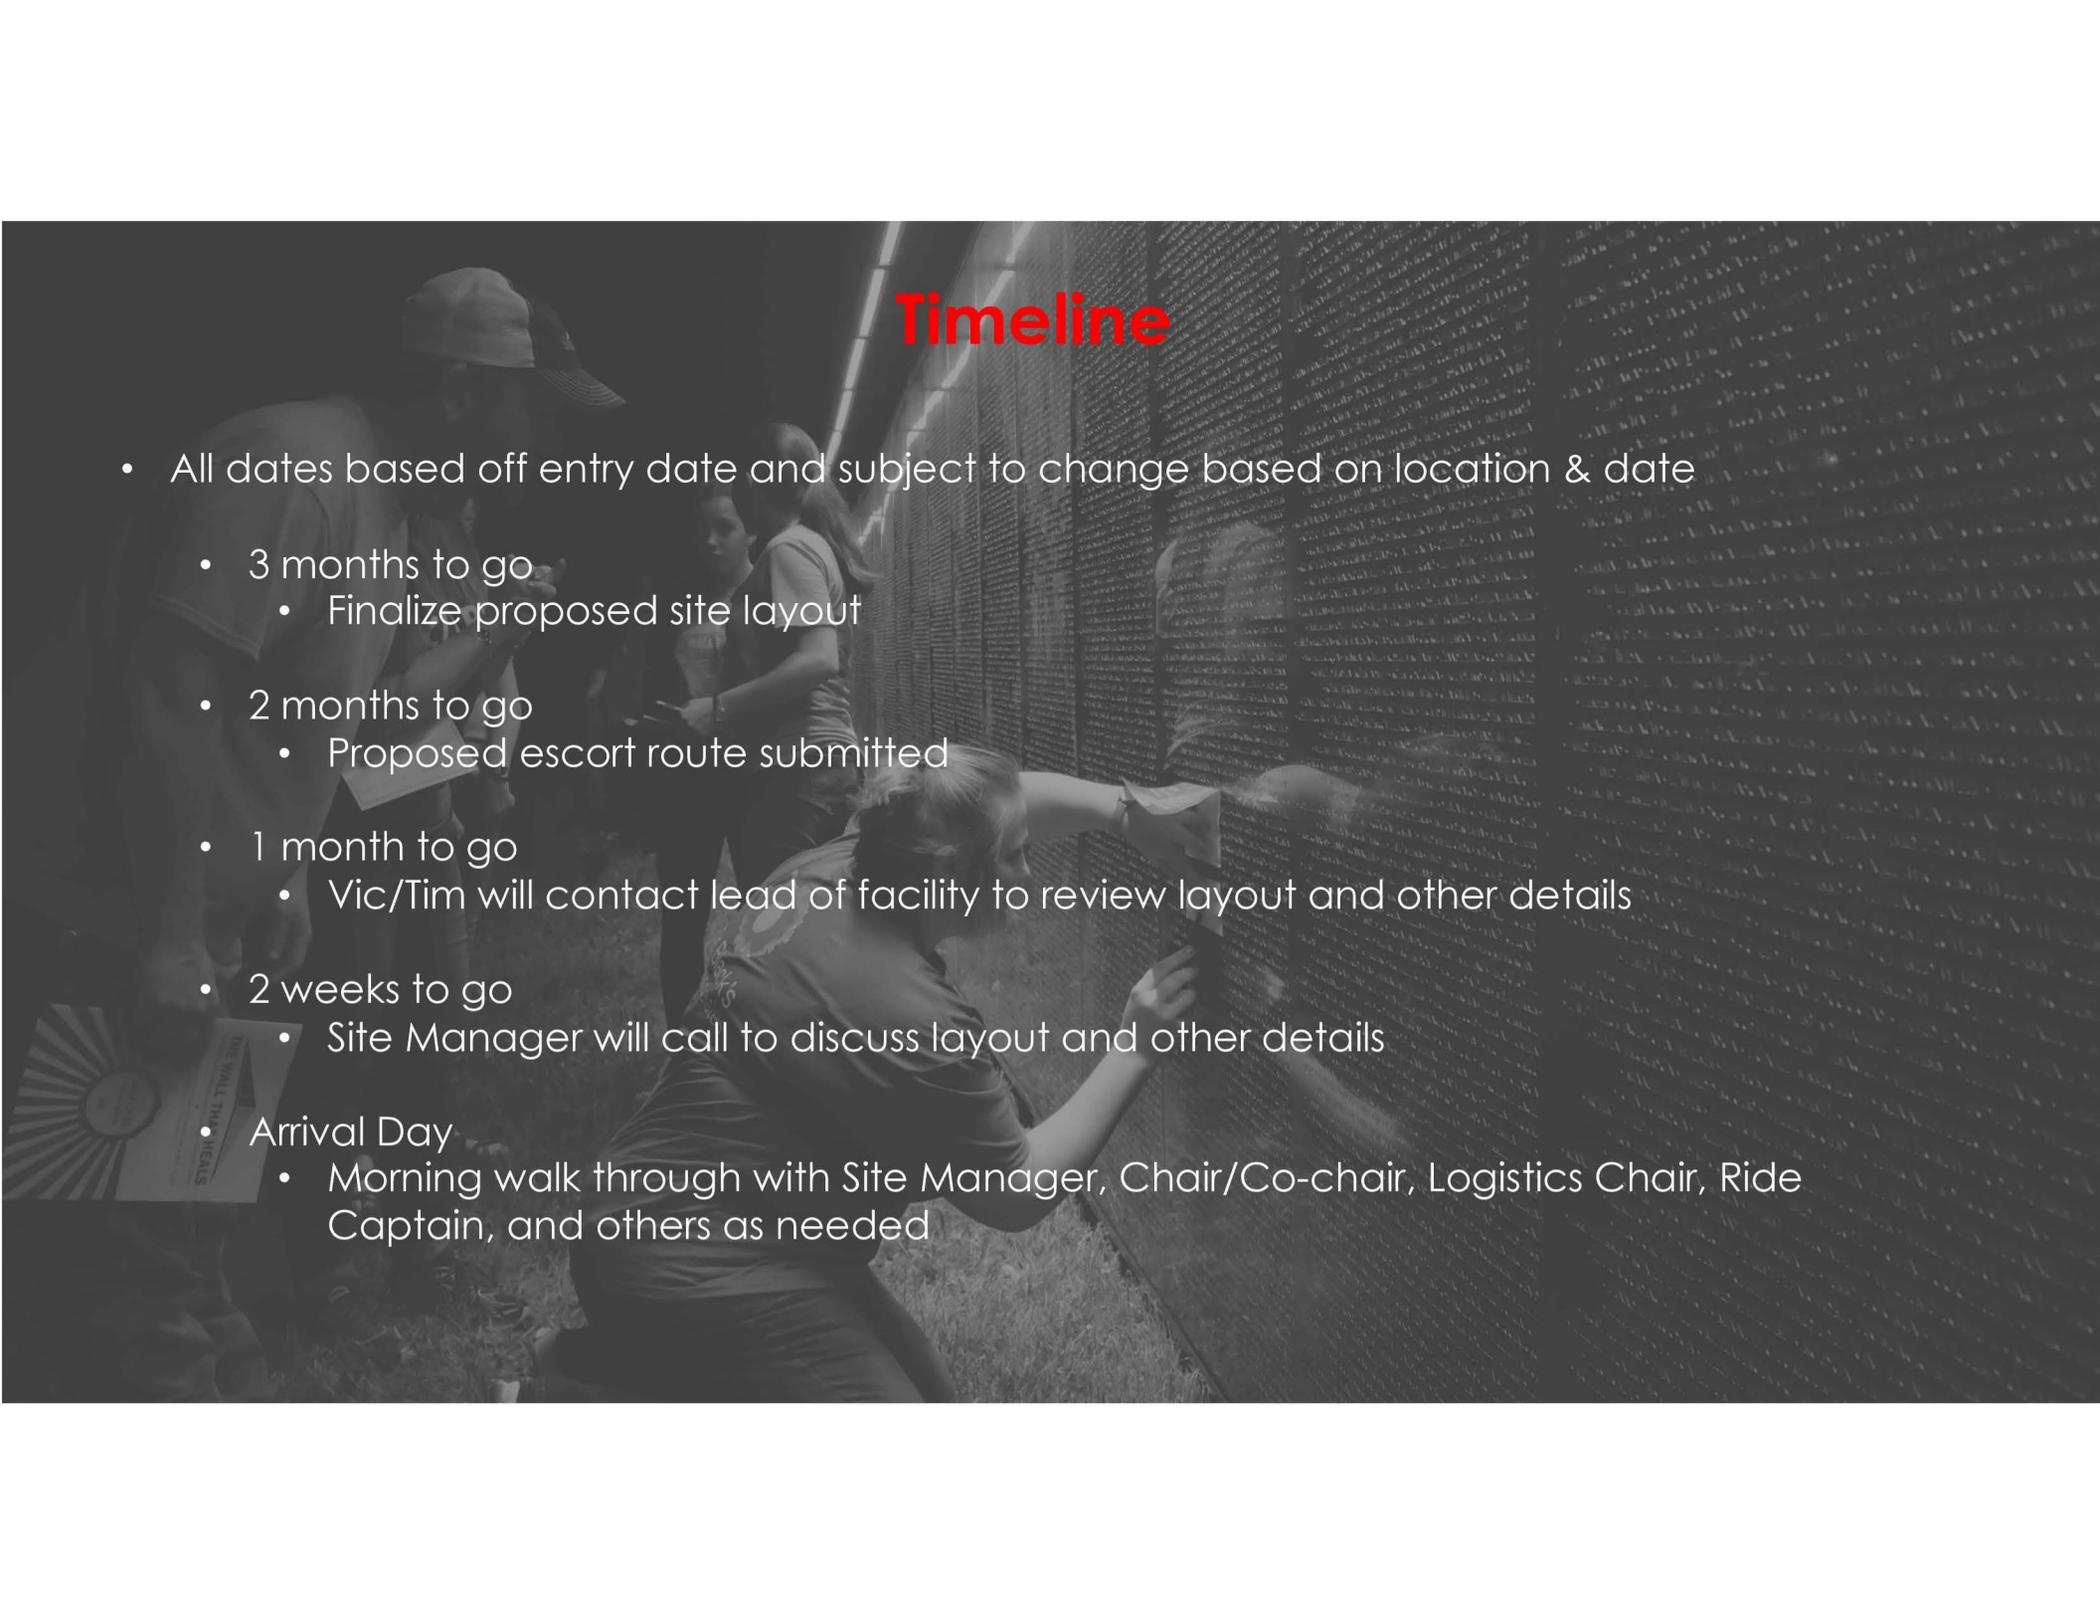 Timeline
• All dates based off entry date and subject to change based on location & date
• 3 months to go
• Finalize proposed site layout
• 2 months to go
• Proposed escort route submitted
• 1 month to go
• Vic/Tim will contact lead of facility to review layout and other details
• 2 weeks to go
• Site Manager will call to discuss layout and other details
• Arrival Day
• Morning walk through with Site Manager, Chair/Co-chair, Logistics Chair, Ride
Captain, and others as needed
THE WALL THAT HEALS